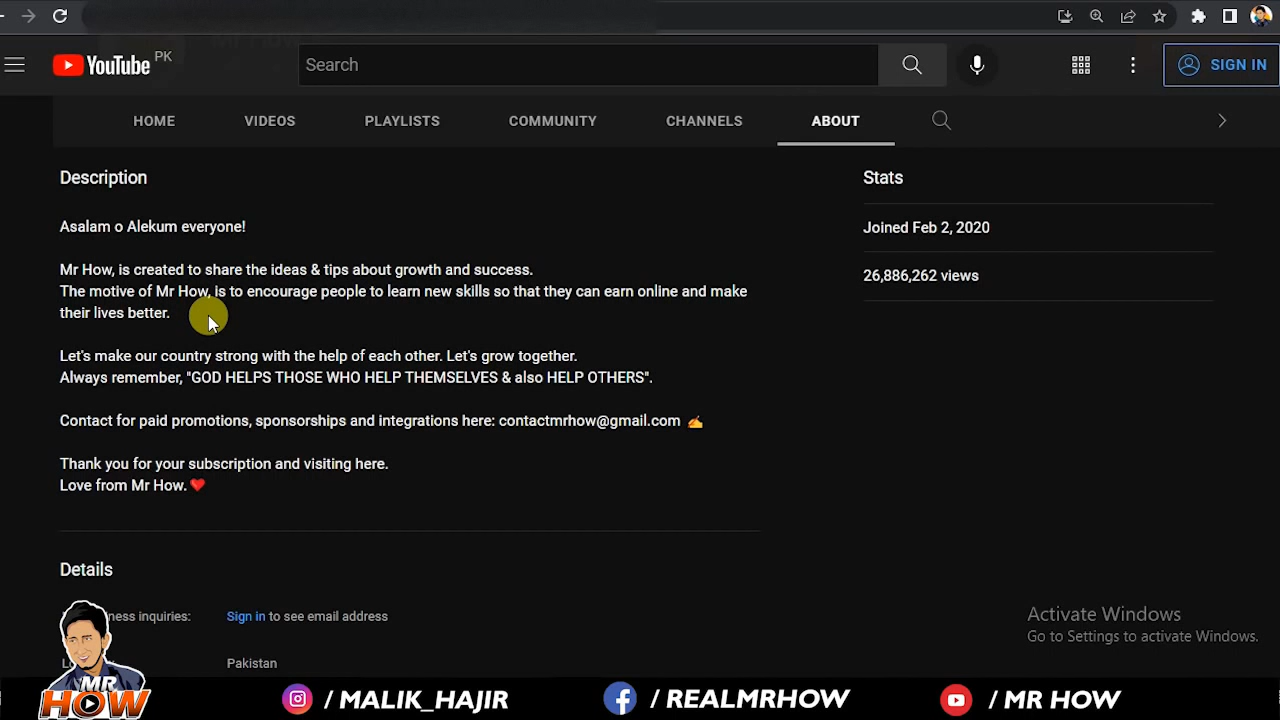 YouTube PK
Search
SIGN IN
HOME VIDEOS PLAYLISTS COMMUNITY CHANNELS ABOUT
Description
Asalam o Alekum everyone!
Mr How, is created to share the ideas & tips about growth and success.
The motive of Mr How, is to encourage people to learn new skills so that they can earn online and make
their lives better.
Let's make our country strong with the help of each other. Let's grow together.
Always remember, "GOD HELPS THOSE WHO HELP THEMSELVES & also HELP OTHERS".
Contact for paid promotions, sponsorships and integrations here: contactmrhow@gmail.com ✍️
Thank you for your subscription and visiting here.
Love from Mr How.❤️
Stats
Joined Feb 2, 2020
26,886,262 views
Details
inquiries: Sign in to see email address
Pakistan
Activate Windows
Go to Settings to activate Windows.
MR
HOW
/ MALIK_HAJIR / REALMRHOW / MR HOW